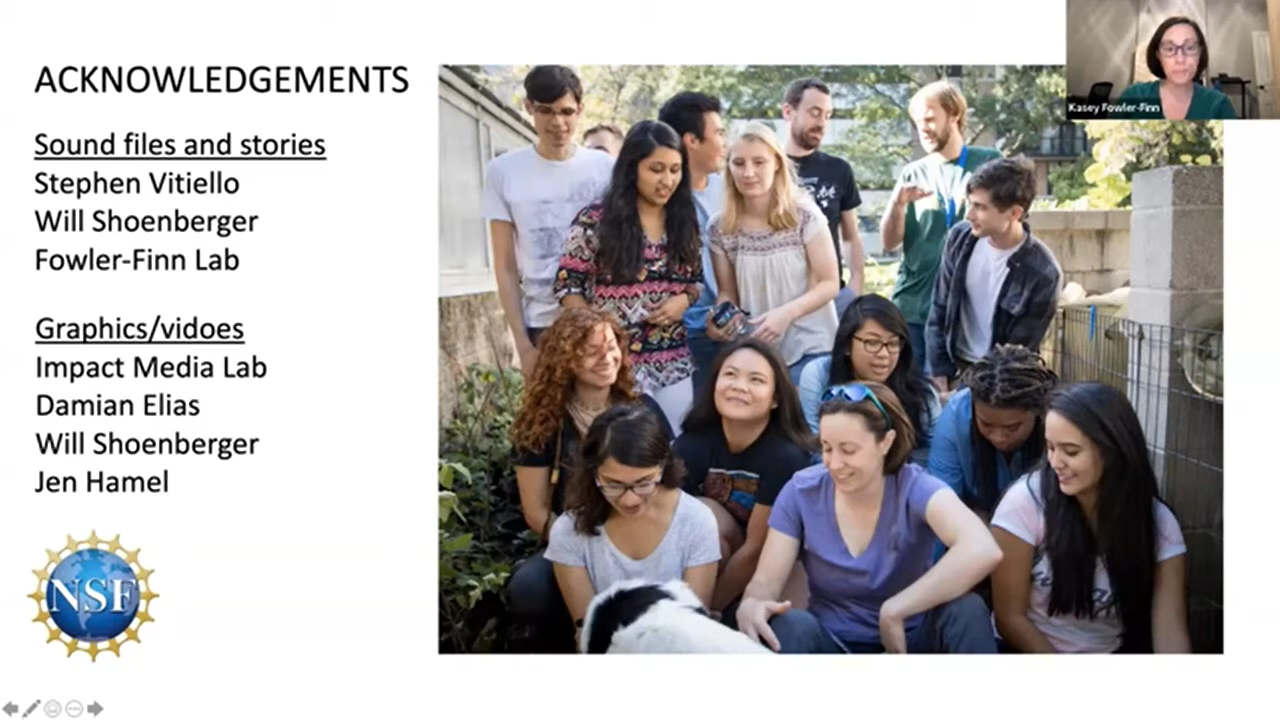 ACKNOWLEDGEMENTS
Sound files and stories
Stephen Vitiello
Will Shoenberger
Fowler-Finn Lab
Graphics/vidoes
Impact Media Lab
Damian Elias
Will Shoenberger
Jen Hamel
NSF
Kasey Fowler-Finn